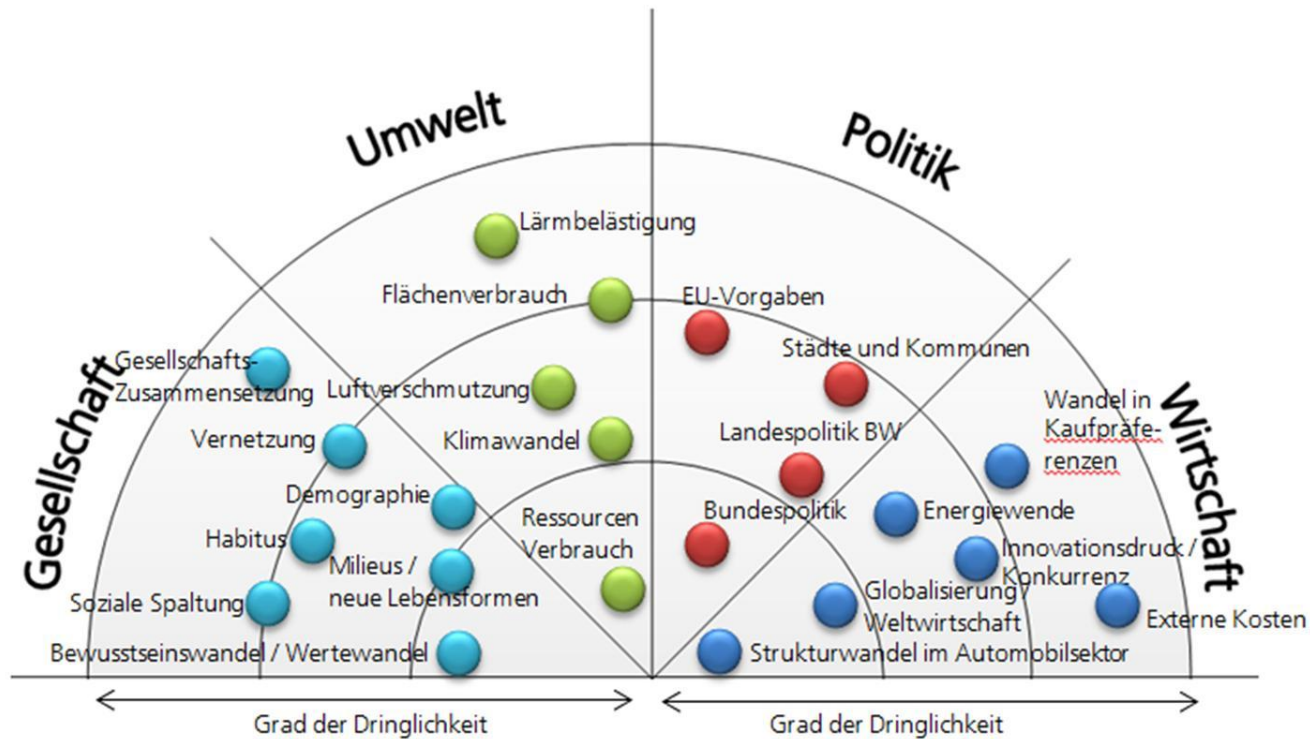 Umwelt
Politik
Gesellschaft
Wirtschaft
Lärmbelästigung
Flächenverbrauch
EU-Vorgaben
Städte und Kommunen
Gesellschafts-
Zusammensetzung
Luftverschmutzung
Wandel in
Kaufpräfe-
renzen
Vernetzung
Klimawandel
Landespolitik BW
Demographie
Ressourcen
Verbrauch
Bundespolitik
Energiewende
Habitus
Milieus /
neue Lebensformen
Innovationsdruck /
Konkurrenz
Soziale Spaltung
Globalisierung /
Weltwirtschaft
Externe Kosten
Bewusstseinswandel / Wertewandel
Strukturwandel im Automobilsektor
Grad der Dringlichkeit
Grad der Dringlichkeit